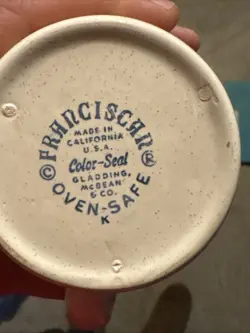 © FRANCISCAN ®
MADE IN
CALIFORNIA
U.S.A.
Color-Seal
GLADDING,
McBEAN
& CO.
OVEN-SAFE
K